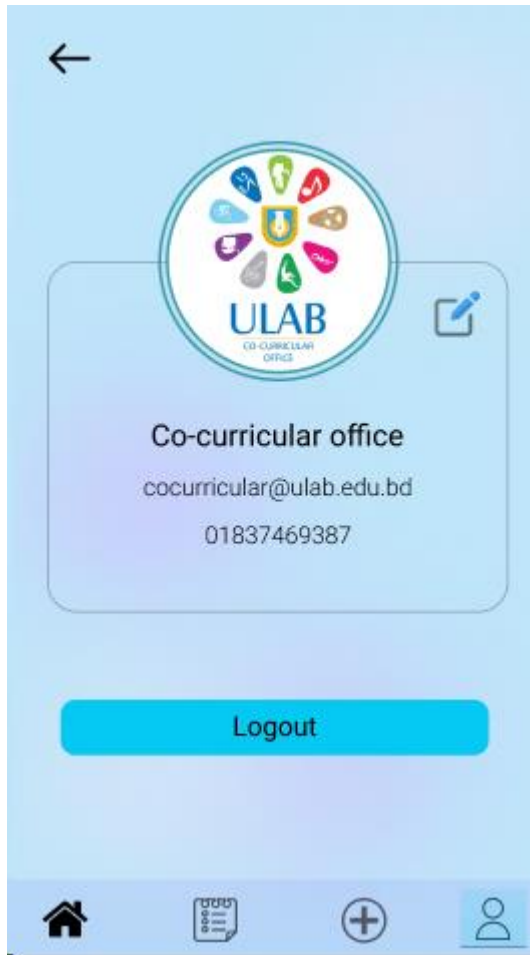 ULAB
CO-CURRICULAR
OFFICE
Co-curricular office
cocurricular@ulab.edu.bd
01837469387
Logout